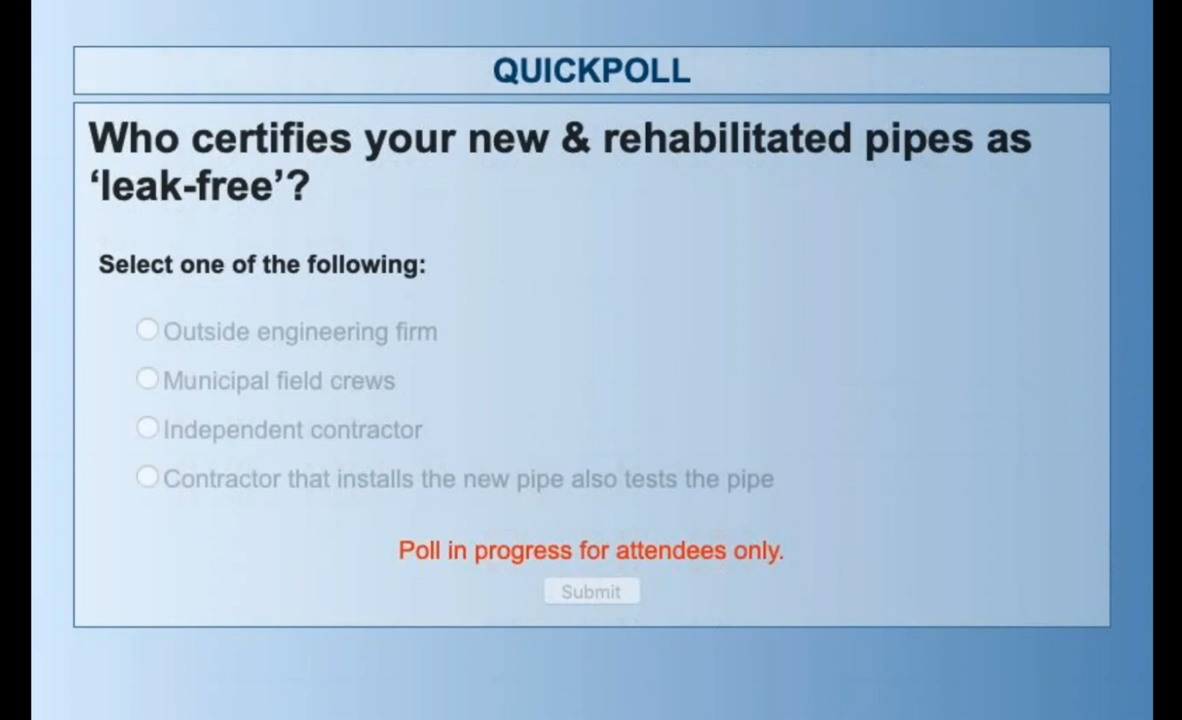 QUICKPOLL
Who certifies your new & rehabilitated pipes as
‘leak-free’?
Select one of the following:
Outside engineering firm
Municipal field crews
Independent contractor
Contractor that installs the new pipe also tests the pipe
Poll in progress for attendees only.
Submit